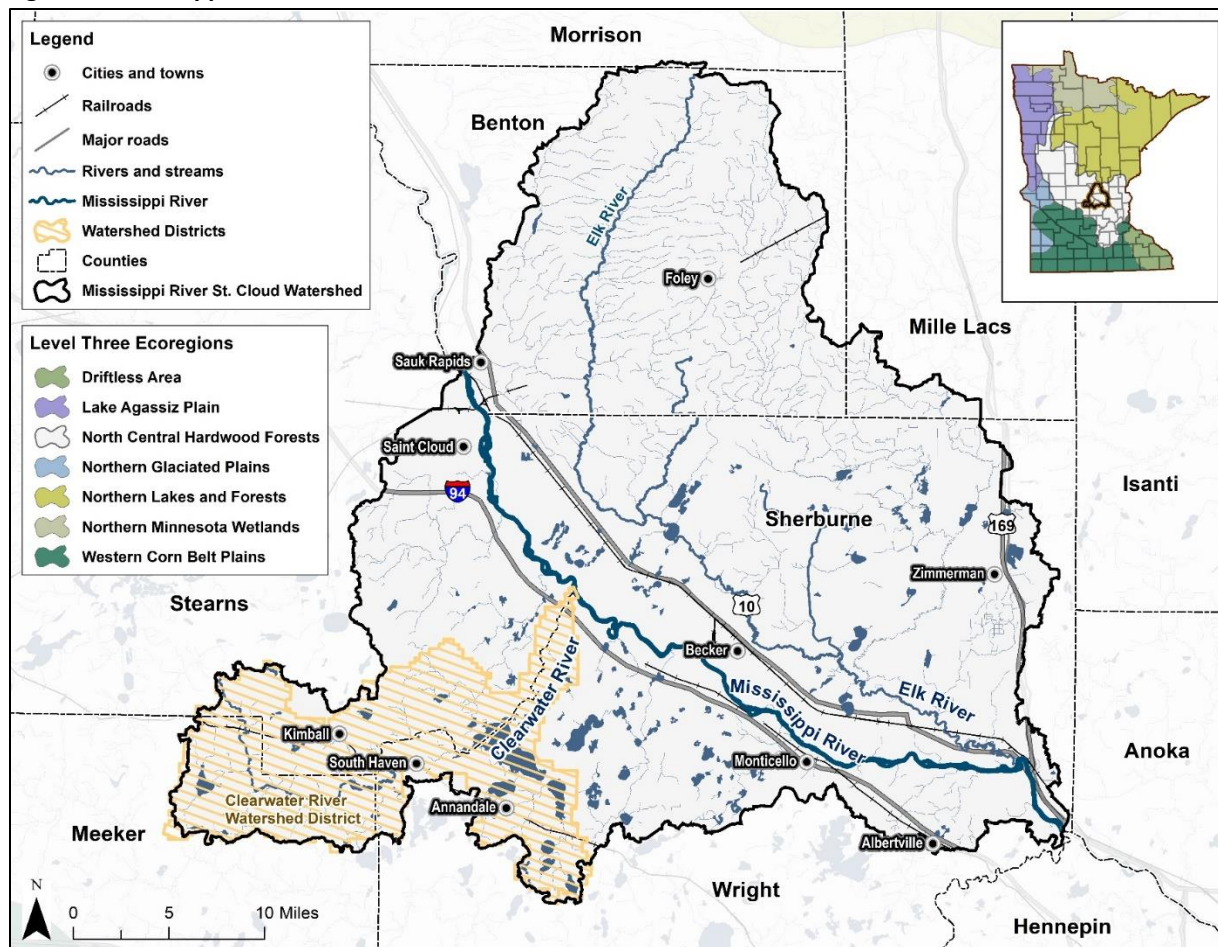 Legend
Cities and towns
Railroads
Major roads
Rivers and streams
Mississippi River
Watershed Districts
Counties
Mississippi River St. Cloud Watershed
Level Three Ecoregions
Driftless Area
Lake Agassiz Plain
North Central Hardwood Forests
Northern Glaciated Plains
Northern Lakes and Forests
Northern Minnesota Wetlands
Western Corn Belt Plains
Morrison
Benton
Elk River
Foley
Mille Lacs
Sauk Rapids
Saint Cloud
94
Isanti
Sherburne
169
Zimmerman
Stearns
10
Becker
Clearwater River
Mississippi River
Elk River
Kimball
South Haven
Monticello
Anoka
Clearwater River
Watershed District
Annandale
Meeker
Albertville
Wright
Hennepin
N
0 5 10 Miles